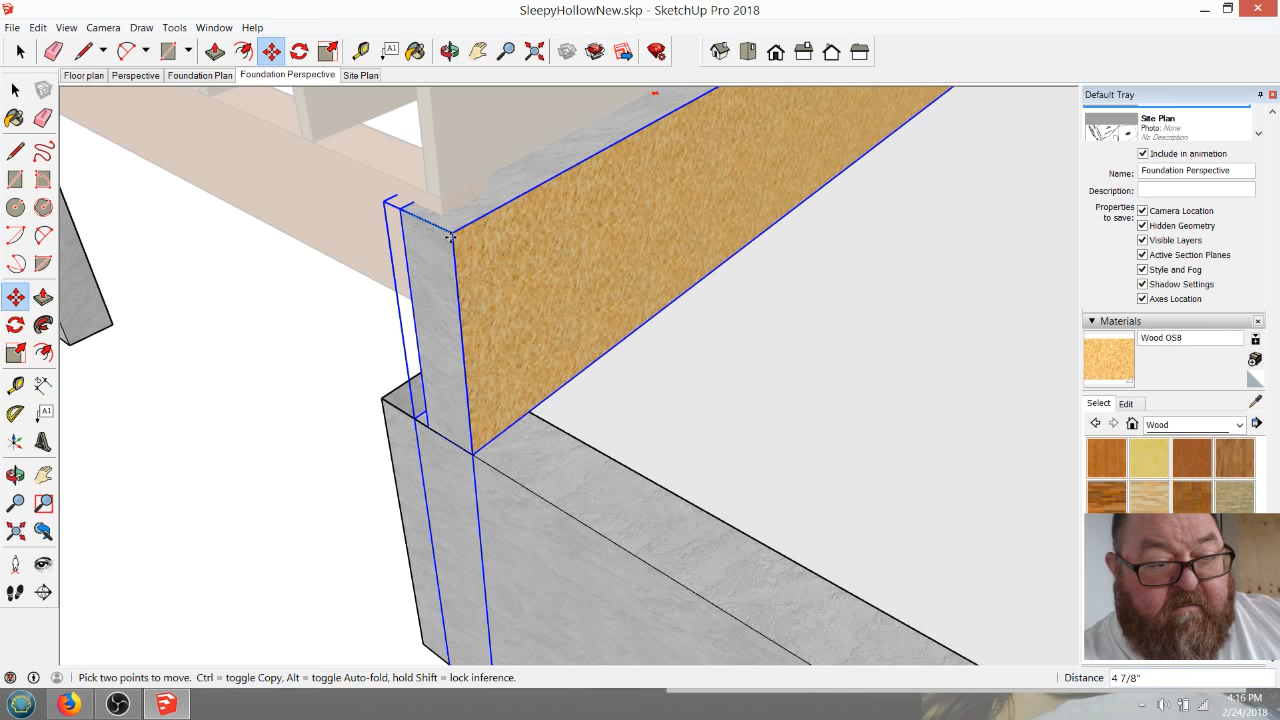 SleepyHollowNew.skp - SketchUp Pro 2018
File Edit View Camera Draw Tools Window Help
Floor plan Perspective Foundation Plan Foundation Perspective Site Plan
Default Tray
Site Plan
Photo: None
No Description
Include in animation
Name: Foundation Perspective
Description:
Properties to save:
Camera Location
Hidden Geometry
Visible Layers
Active Section Planes
Style and Fog
Shadow Settings
Axes Location
Materials
Wood OSB
Select Edit
Wood
Pick two points to move. Ctrl = toggle Copy, Alt = toggle Auto-fold, hold Shift = lock inference.
Distance 4 7/8"
4:16 PM
2/24/2018